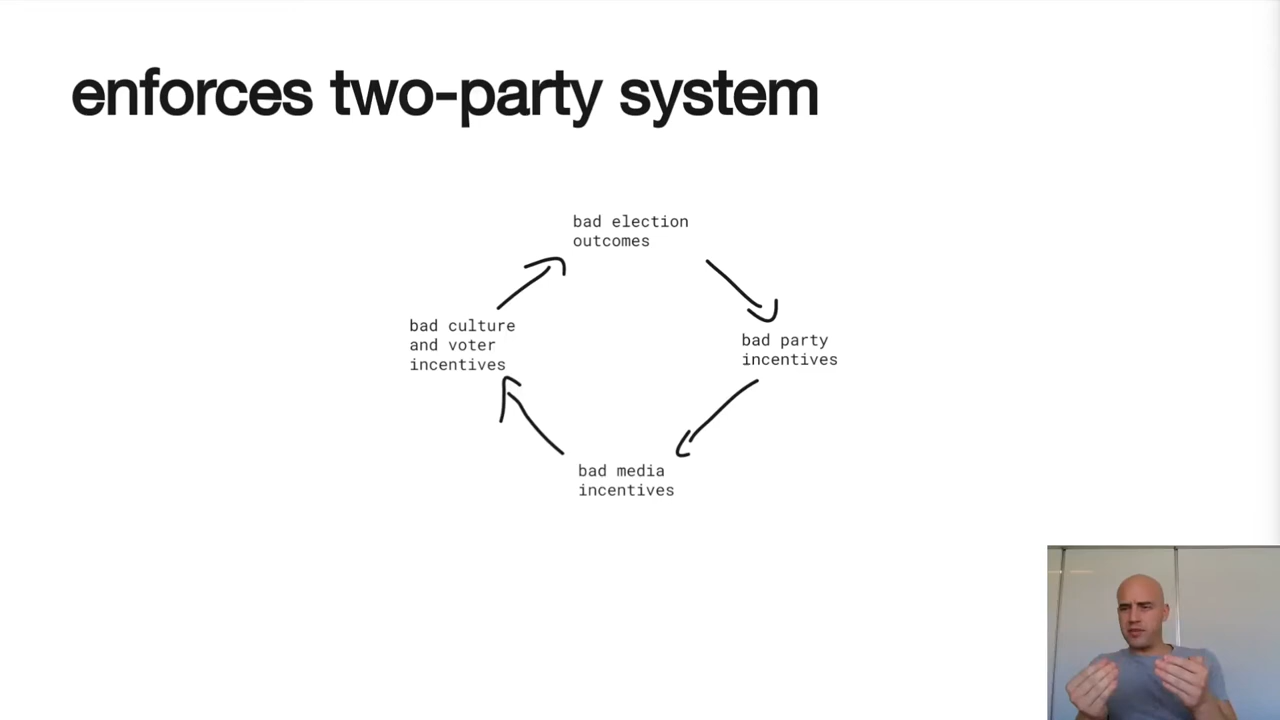 enforces two-party system
bad election
outcomes
bad culture
and voter
incentives
bad party
incentives
bad media
incentives